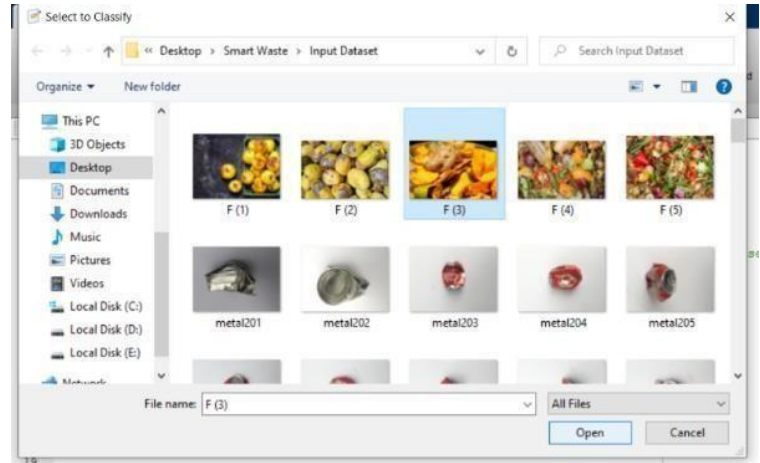 Select to Classify
« Desktop > Smart Waste > Input Dataset
Search Input Dataset
Organize
New folder
This PC
3D Objects
Desktop
Documents
Downloads
Music
Pictures
Videos
Local Disk (C:)
Local Disk (D:)
Local Disk (E:)
Network
F (1)
F (2)
F (3)
F (4)
F (5)
metal201
metal202
metal203
metal204
metal205
File name: F (3)
All Files
Open
Cancel
19